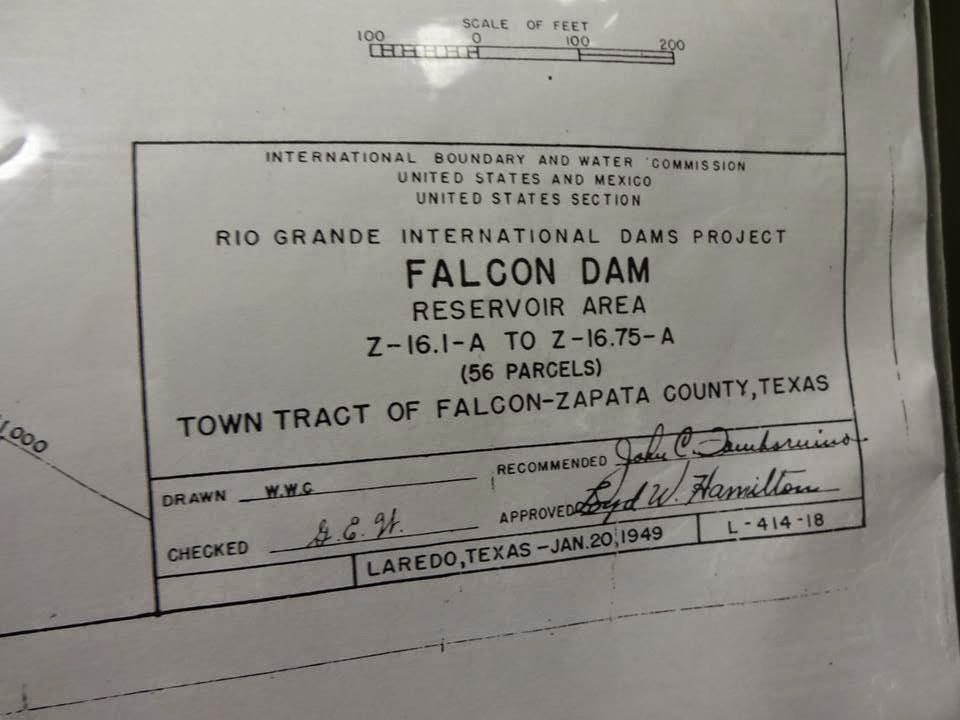 SCALE OF FEET
100 0 100 200
INTERNATIONAL BOUNDARY AND WATER COMMISSION
UNITED STATES AND MEXICO
UNITED STATES SECTION
RIO GRANDE INTERNATIONAL DAMS PROJECT
FALCON DAM
RESERVOIR AREA
Z-16.1-A TO Z-16.75-A
(56 PARCELS)
TOWN TRACT OF FALCON-ZAPATA COUNTY, TEXAS
1,000
DRAWN W.W.C
RECOMMENDED John C.
CHECKED G.E.W.
APPROVED Loyd W. Hamilton
LAREDO, TEXAS - JAN. 20, 1949
L-414-18